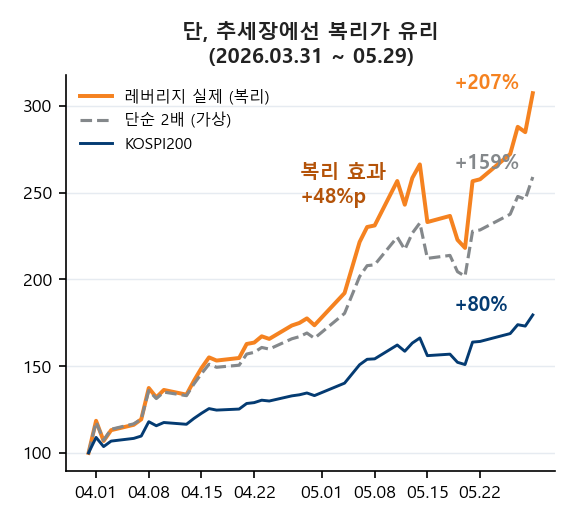 단, 추세장에선 복리가 유리
(2026.03.31 ~ 05.29)
레버리지 실제 (복리)
단순 2배 (가상)
KOSPI200
+207%
+159%
복리 효과
+48%p
+80%
300
250
200
150
100
04.01 04.08 04.15 04.22 05.01 05.08 05.15 05.22